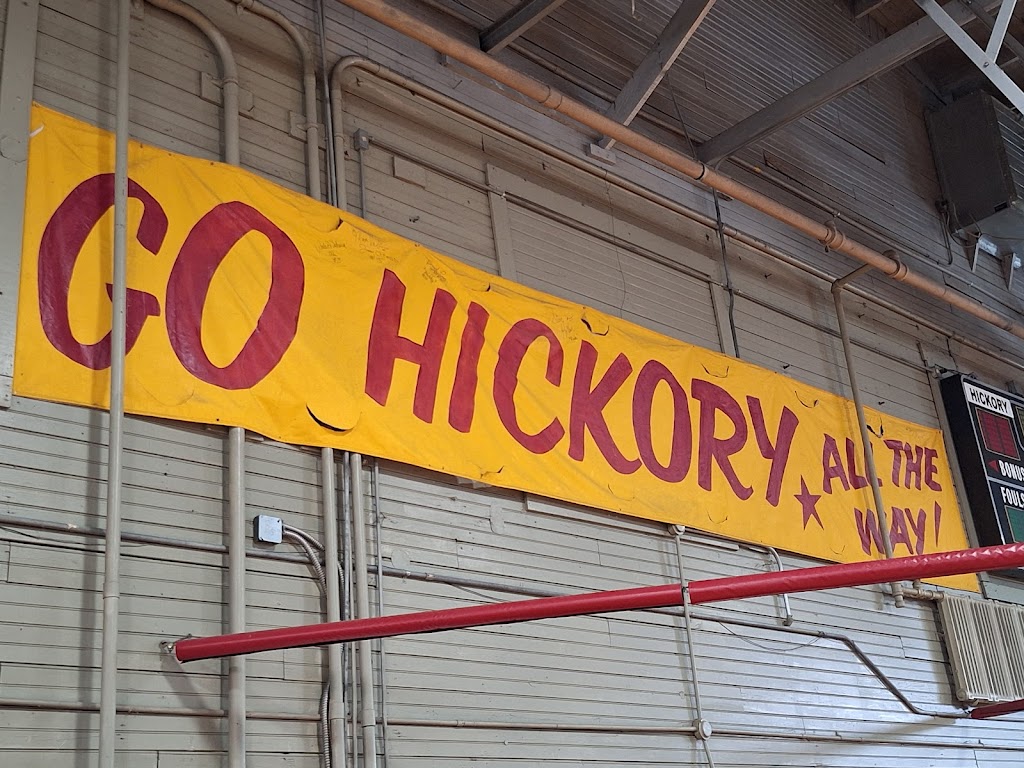 GO HICKORY, ALL THE
WAY!
HICKORY
BONUS
FOULS